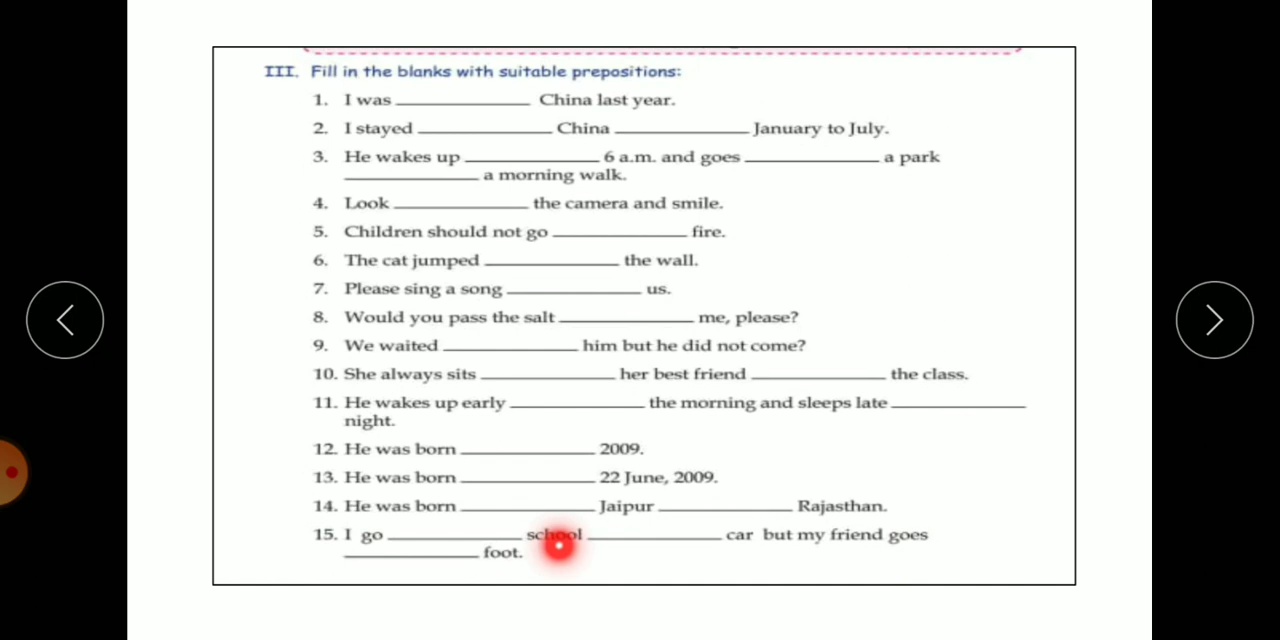 III. Fill in the blanks with suitable prepositions:
1. I was ____________ China last year.
2. I stayed ____________ China ____________ January to July.
3. He wakes up ____________ 6 a.m. and goes ____________ a park
____________ a morning walk.
4. Look ____________ the camera and smile.
5. Children should not go ____________ fire.
6. The cat jumped ____________ the wall.
7. Please sing a song ____________ us.
8. Would you pass the salt ____________ me, please?
9. We waited ____________ him but he did not come?
10. She always sits ____________ her best friend ____________ the class.
11. He wakes up early ____________ the morning and sleeps late ____________
night.
12. He was born ____________ 2009.
13. He was born ____________ 22 June, 2009.
14. He was born ____________ Jaipur ____________ Rajasthan.
15. I go ____________ school ____________ car but my friend goes
____________ foot.